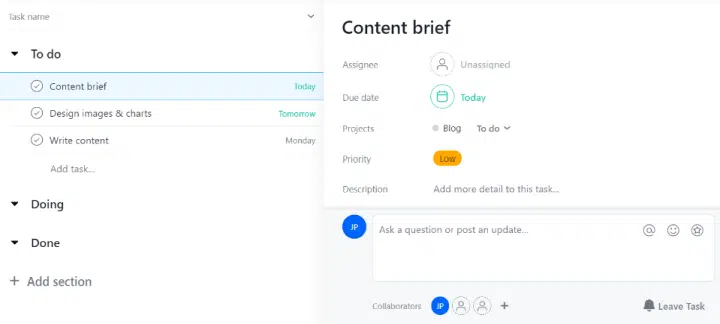 Task name
To do
Content brief Today
Design images & charts Tomorrow
Write content Monday
Add task...
Doing
Done
+ Add section
Content brief
Assignee Unassigned
Due date Today
Projects Blog To do
Priority Low
Description Add more detail to this task...
JP Ask a question or post an update...
Collaborators JP + Leave Task